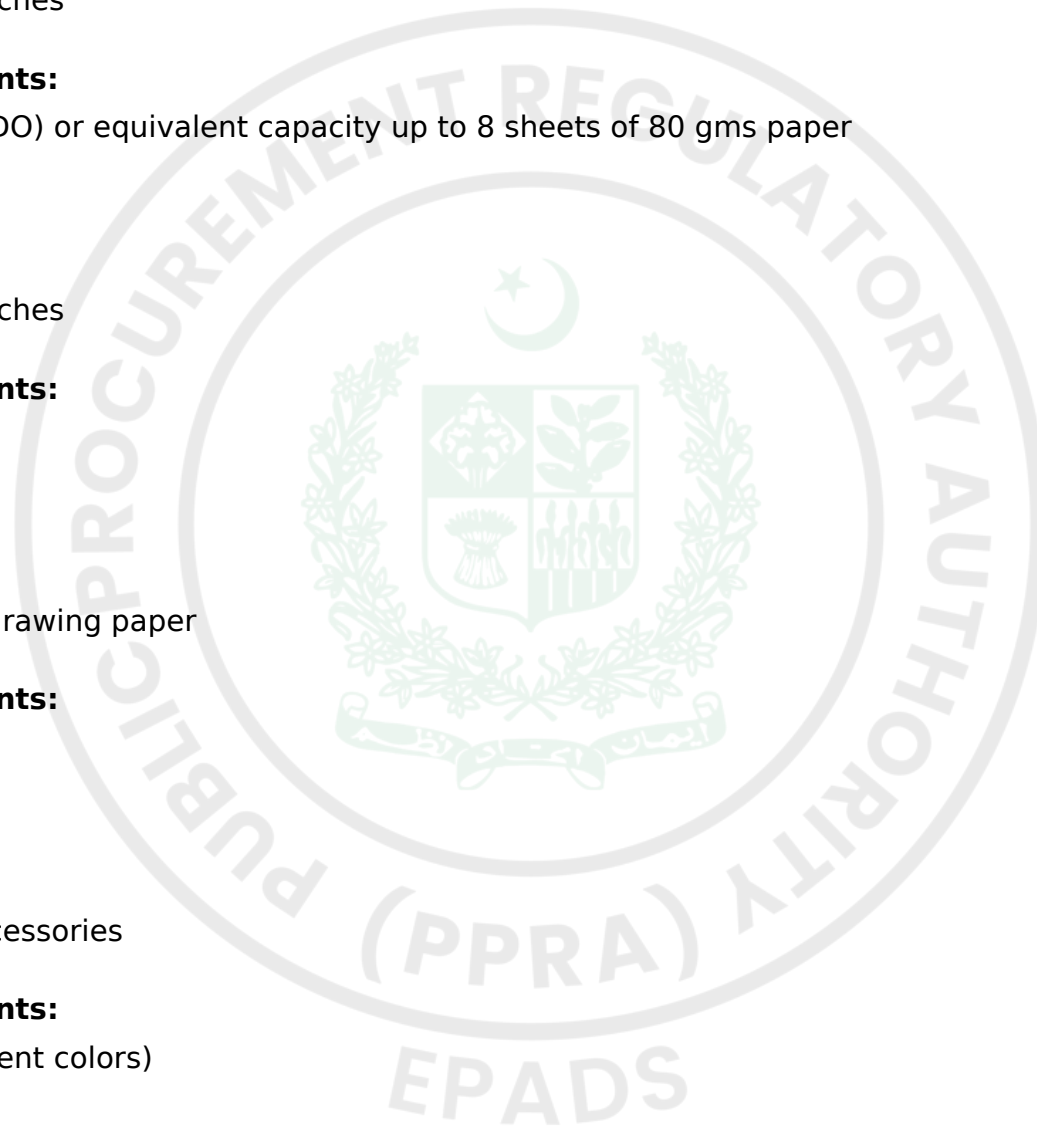 ches
nts:
DO) or equivalent capacity up to 8 sheets of 80 gms paper
ches
nts:
rawing paper
nts:
cessories
nts:
ent colors)
PUBLIC PROCUREMENT REGULATORY AUTHORITY
(PPRA)
EPADS